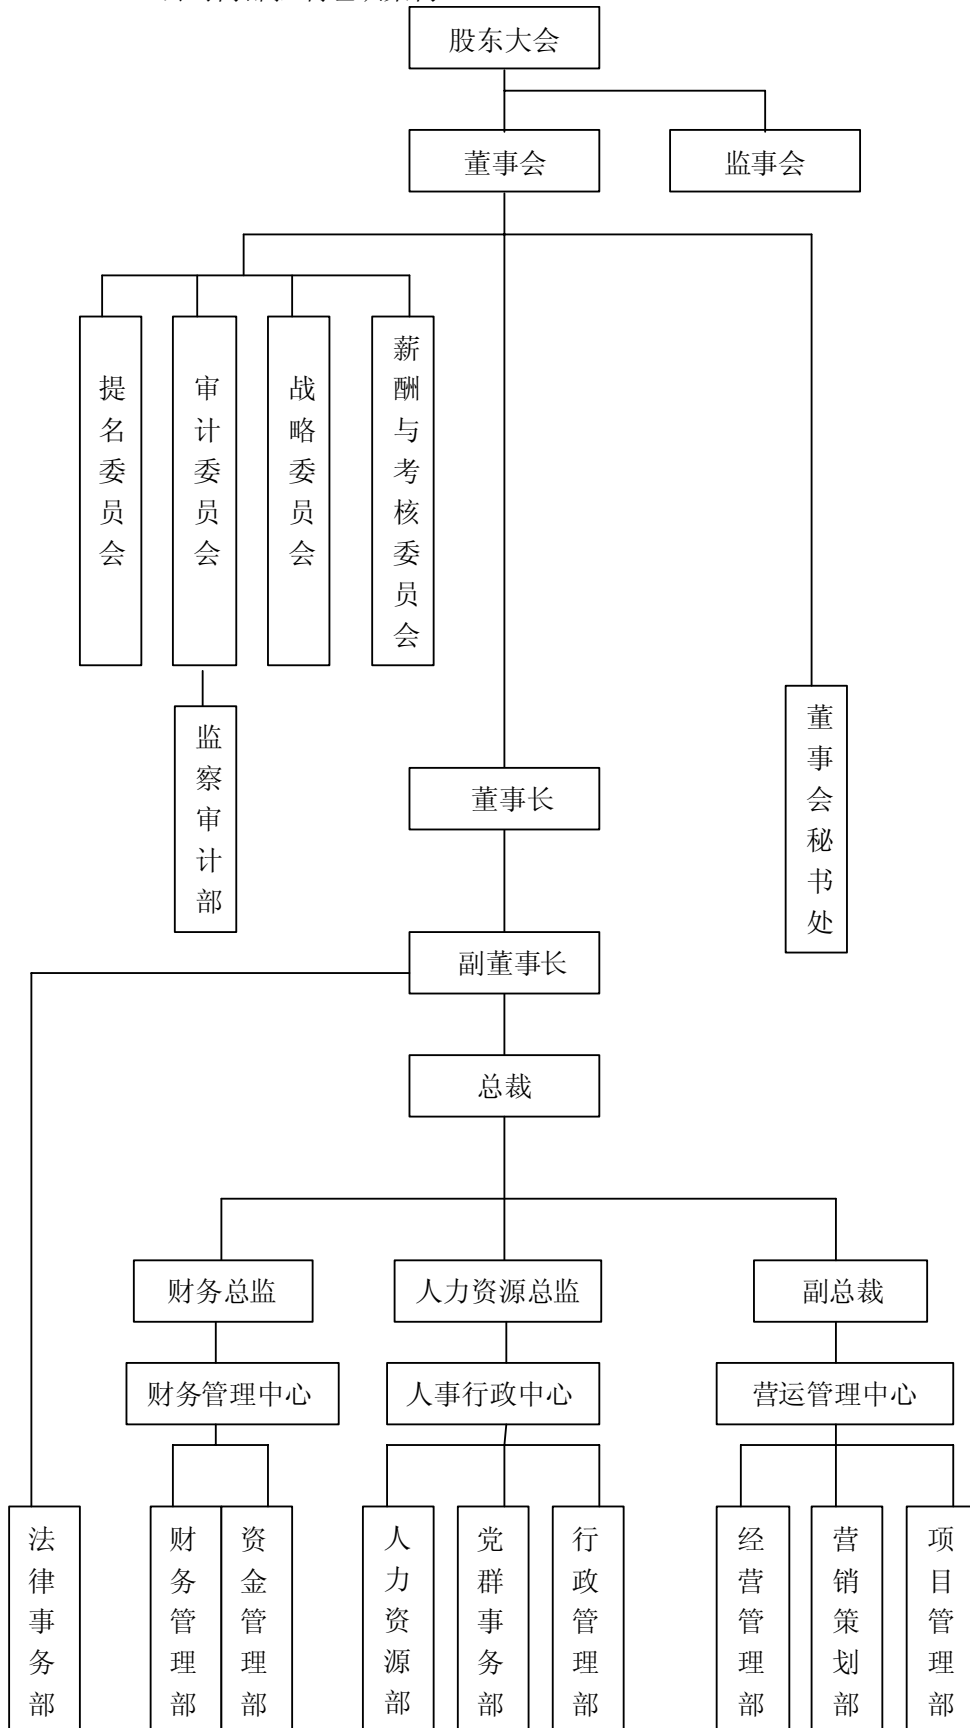 股东大会
董事会
监事会
提名委员会
审计委员会
战略委员会
薪酬与考核委员会
监察审计部
董事会秘书处
董事长
副董事长
总裁
财务总监
人力资源总监
副总裁
财务管理中心
人事行政中心
营运管理中心
法律事务部
财务管理部
资金管理部
人力资源部
党群事务部
行政管理部
经营管理部
营销策划部
项目管理部